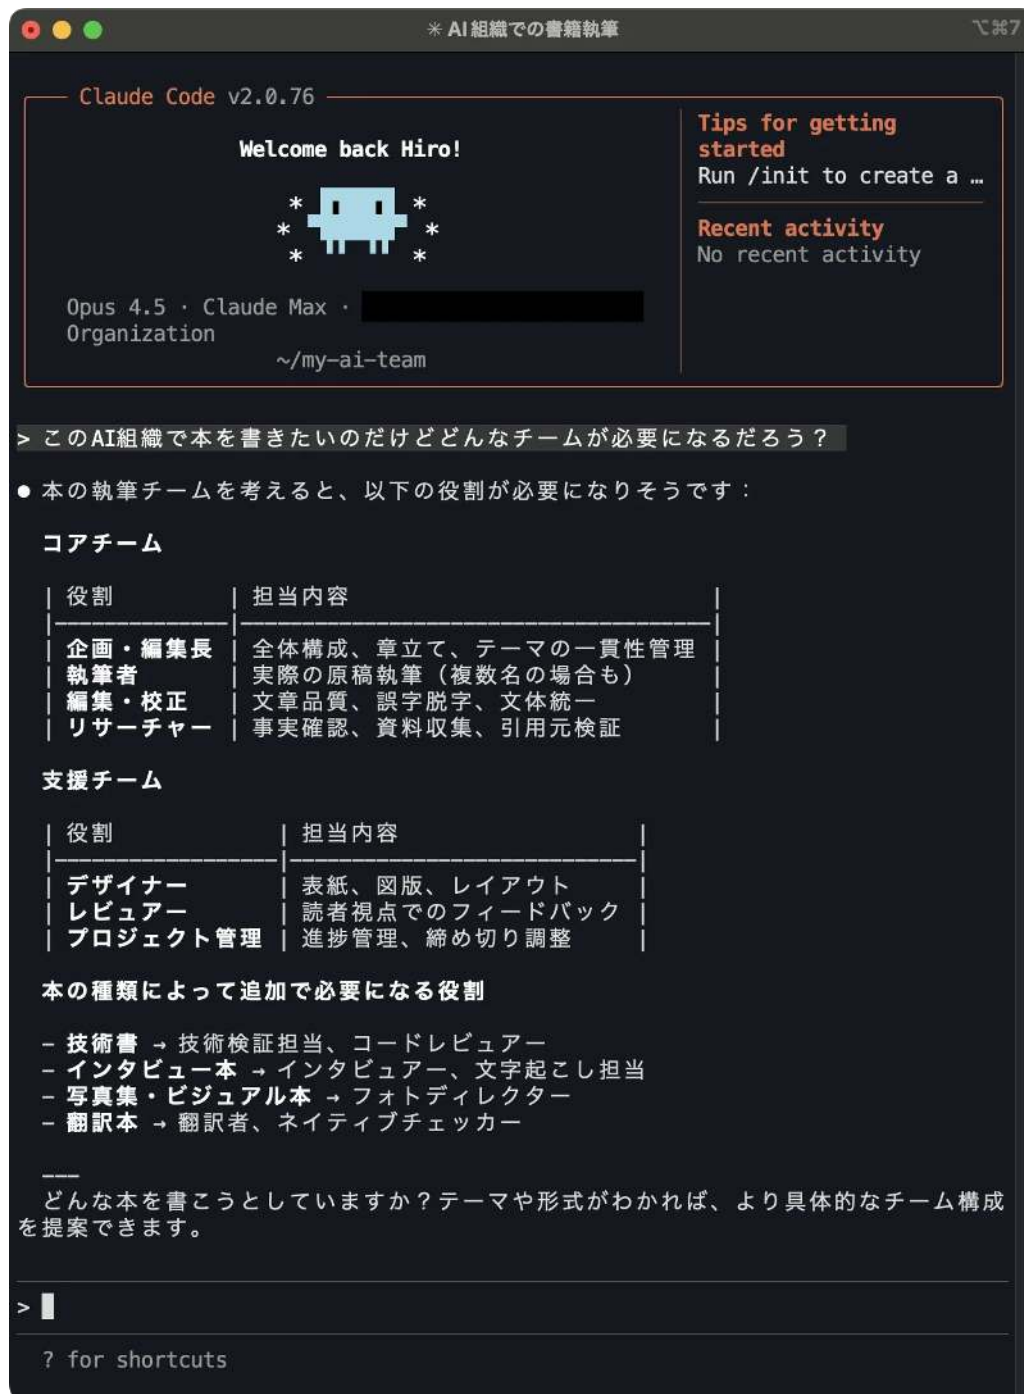 ✳ AI 組織での書籍執筆
⌥⌘7
Claude Code v2.0.76
Welcome back Hiro!
Opus 4.5 · Claude Max ·
Organization
~/my-ai-team
Tips for getting
started
Run /init to create a …
Recent activity
No recent activity
> このAI組織で本を書きたいのだけどどんなチームが必要になるだろう？
● 本の執筆チームを考えると、以下の役割が必要になりそうです：
コアチーム
| 役割 | 担当内容 |
| 企画・編集長 | 全体構成、章立て、テーマの一貫性管理 |
| 執筆者 | 実際の原稿執筆（複数名の場合も） |
| 編集・校正 | 文章品質、誤字脱字、文体統一 |
| リサーチャー | 事実確認、資料収集、引用元検証 |
支援チーム
| 役割 | 担当内容 |
| デザイナー | 表紙、図版、レイアウト |
| レビュアー | 読者視点でのフィードバック |
| プロジェクト管理 | 進捗管理、締め切り調整 |
本の種類によって追加で必要になる役割
– 技術書 → 技術検証担当、コードレビュアー
– インタビュー本 → インタビュアー、文字起こし担当
– 写真集・ビジュアル本 → フォトディレクター
– 翻訳本 → 翻訳者、ネイティブチェッカー
———
どんな本を書こうとしていますか？テーマや形式がわかれば、より具体的なチーム構成
を提案できます。
>
? for shortcuts